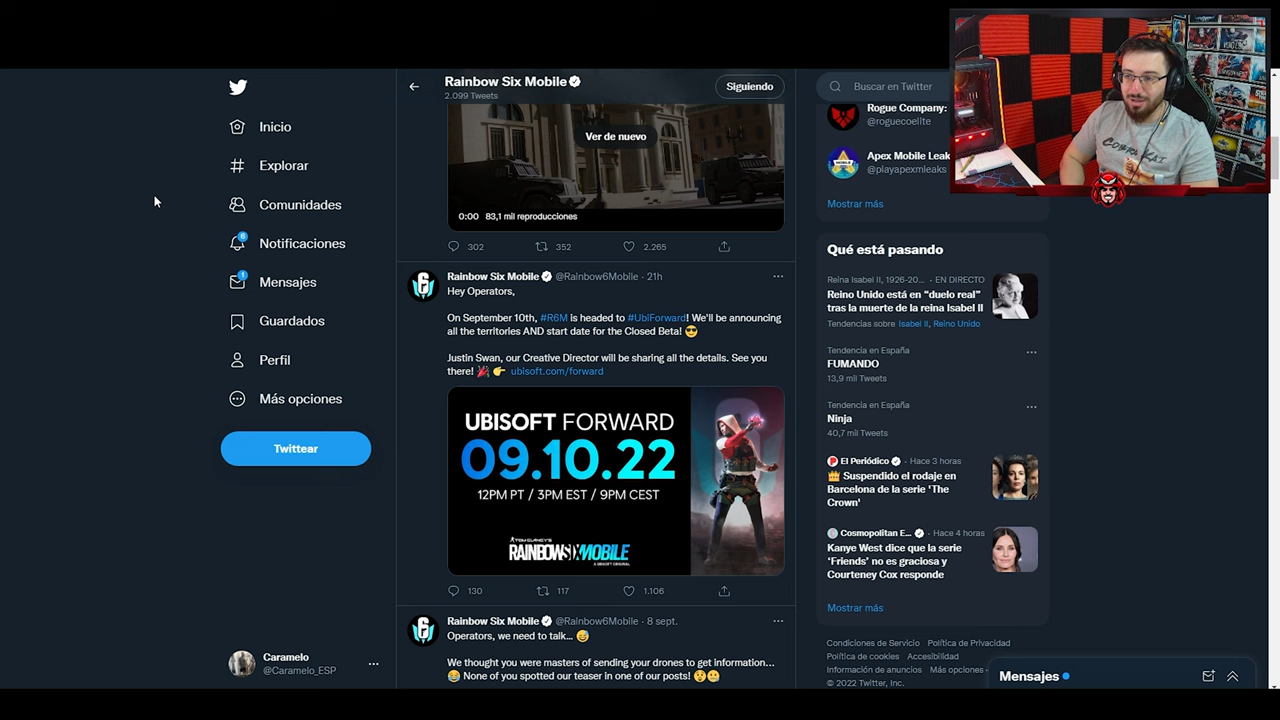 Inicio
Explorar
Comunidades
Notificaciones
6
Mensajes
1
Guardados
Perfil
Más opciones
Twittear
Caramelo
@Caramelo_ESP
Rainbow Six Mobile
2.099 Tweets
Siguiendo
Ver de nuevo
0:00 83,1 mil reproducciones
302 352 2.265
Rainbow Six Mobile @Rainbow6Mobile · 21h
Hey Operators,
On September 10th, #R6M is headed to #UbiForward! We'll be announcing
all the territories AND start date for the Closed Beta! 😎
Justin Swan, our Creative Director will be sharing all the details. See you
there! 🎉 👉 ubisoft.com/forward
UBISOFT FORWARD
09.10.22
12PM PT / 3PM EST / 9PM CEST
TOM CLANCY'S
RAINBOW SIX MOBILE
A UBISOFT ORIGINAL
130 117 1.106
Rainbow Six Mobile @Rainbow6Mobile · 8 sept.
Operators, we need to talk... 😅
We thought you were masters of sending your drones to get information...
😂 None of you spotted our teaser in one of our posts! 😲🤐
Buscar en Twitter
Rogue Company:
@roguecoelite
Apex Mobile Leak
@playapexmleaks
Mostrar más
Qué está pasando
Reina Isabel II, 1926-20... · EN DIRECTO
Reino Unido está en “duelo real”
tras la muerte de la reina Isabel II
Tendencias sobre Isabel II, Reino Unido
Tendencia en España
FUMANDO
13,9 mil Tweets
Tendencia en España
Ninja
40,7 mil Tweets
El Periódico · Hace 3 horas
👑 Suspendido el rodaje en
Barcelona de la serie 'The
Crown'
Cosmopolitan E... · Hace 4 horas
Kanye West dice que la serie
‘Friends’ no es graciosa y
Courteney Cox responde
Mostrar más
Condiciones de Servicio Política de Privacidad
Política de cookies Accesibilidad
Información de anuncios Más opciones
© 2022 Twitter, Inc.
Mensajes
COBRA KAI